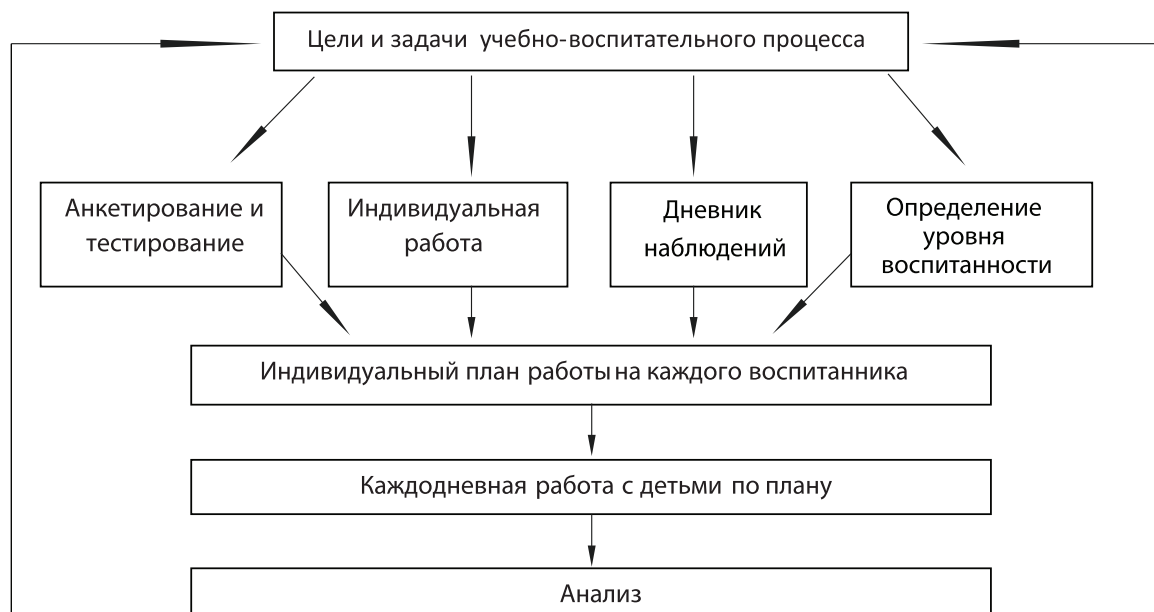 Цели и задачи учебно-воспитательного процесса
Анкетирование и
тестирование
Индивидуальная
работа
Дневник
наблюдений
Определение
уровня
воспитанности
Индивидуальный план работы на каждого воспитанника
Каждодневная работа с детьми по плану
Анализ